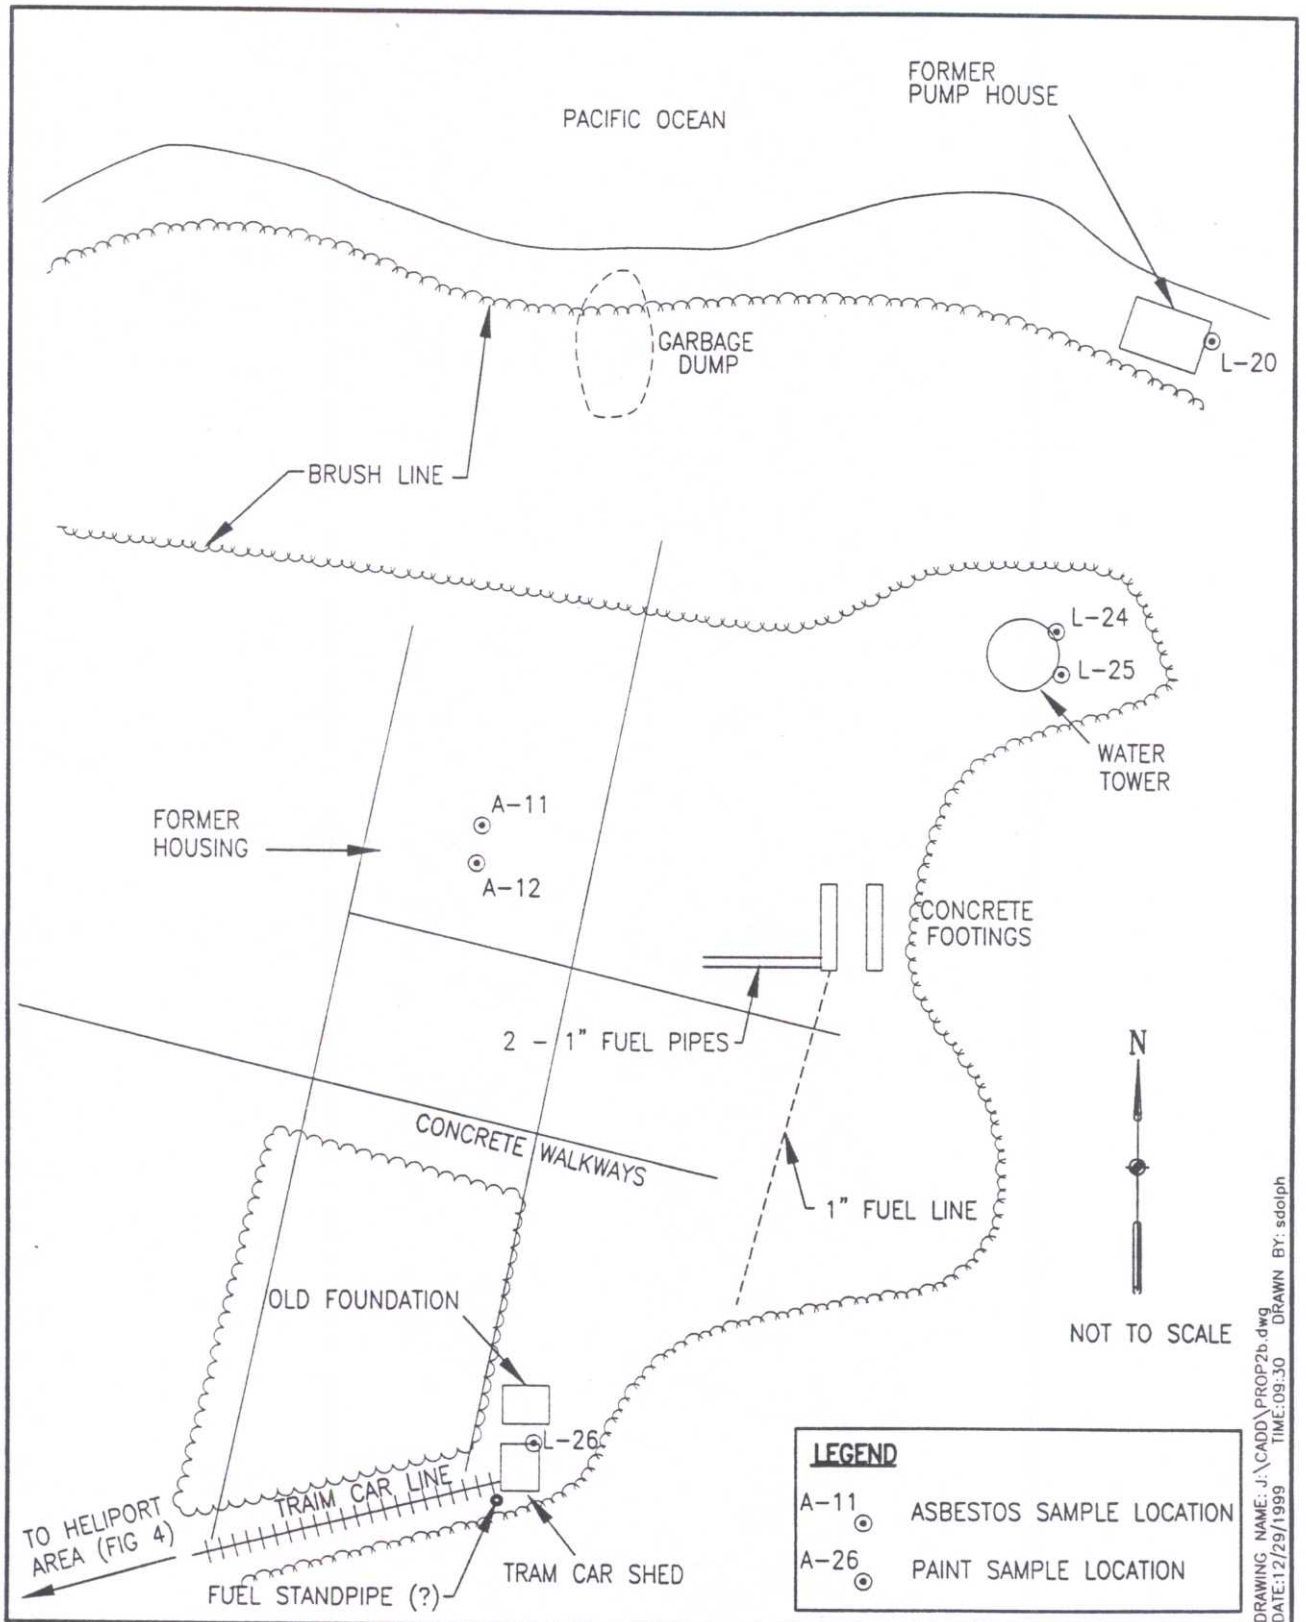 FORMER
PUMP HOUSE
PACIFIC OCEAN
GARBAGE
DUMP
L-20
BRUSH LINE
L-24
L-25
WATER
TOWER
A-11
FORMER
HOUSING
A-12
CONCRETE
FOOTINGS
2 - 1" FUEL PIPES
N
CONCRETE WALKWAYS
1" FUEL LINE
OLD FOUNDATION
NOT TO SCALE
L-26
TRAIM CAR LINE
TO HELIPORT
AREA (FIG 4)
TRAM CAR SHED
FUEL STANDPIPE (?)
LEGEND
A-11 ASBESTOS SAMPLE LOCATION
A-26 PAINT SAMPLE LOCATION
DRAWING NAME: J:\CADD\PROP2b.dwg
DATE:12/29/1999 TIME:09:30 DRAWN BY: sdolph